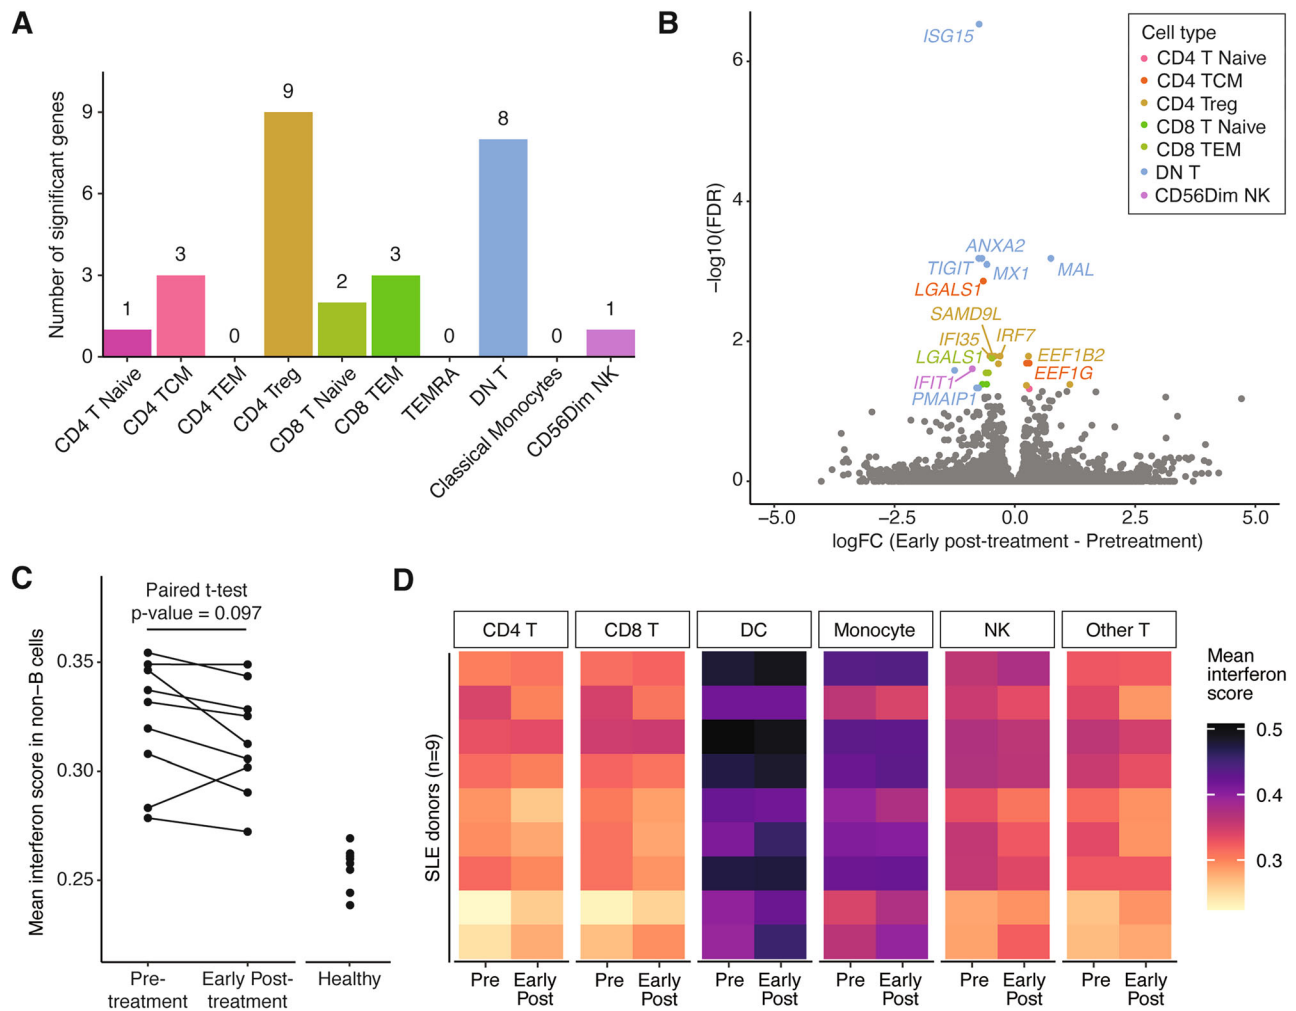 A
Number of significant genes
9
6
3
0
1
3
0
9
2
3
0
8
0
1
CD4 T Naive
CD4 TCM
CD4 TEM
CD4 Treg
CD8 T Naive
CD8 TEM
TEMRA
DN T
Classical Monocytes
CD56Dim NK
B
−log10(FDR)
6
4
2
0
ISG15
ANXA2
TIGIT
MX1
MAL
LGALS1
SAMD9L
IFI35
IRF7
LGALS1
EEF1B2
IFIT1
EEF1G
PMAIP1
−5.0
−2.5
0.0
2.5
5.0
logFC (Early post-treatment - Pretreatment)
Cell type
CD4 T Naive
CD4 TCM
CD4 Treg
CD8 T Naive
CD8 TEM
DN T
CD56Dim NK
C
Mean interferon score in non−B cells
Paired t-test
p-value = 0.097
0.35
0.30
0.25
Pre-
treatment
Early Post-
treatment
Healthy
D
SLE donors (n=9)
CD4 T
CD8 T
DC
Monocyte
NK
Other T
Pre
Early
Post
Pre
Early
Post
Pre
Early
Post
Pre
Early
Post
Pre
Early
Post
Pre
Early
Post
Mean
interferon
score
0.5
0.4
0.3